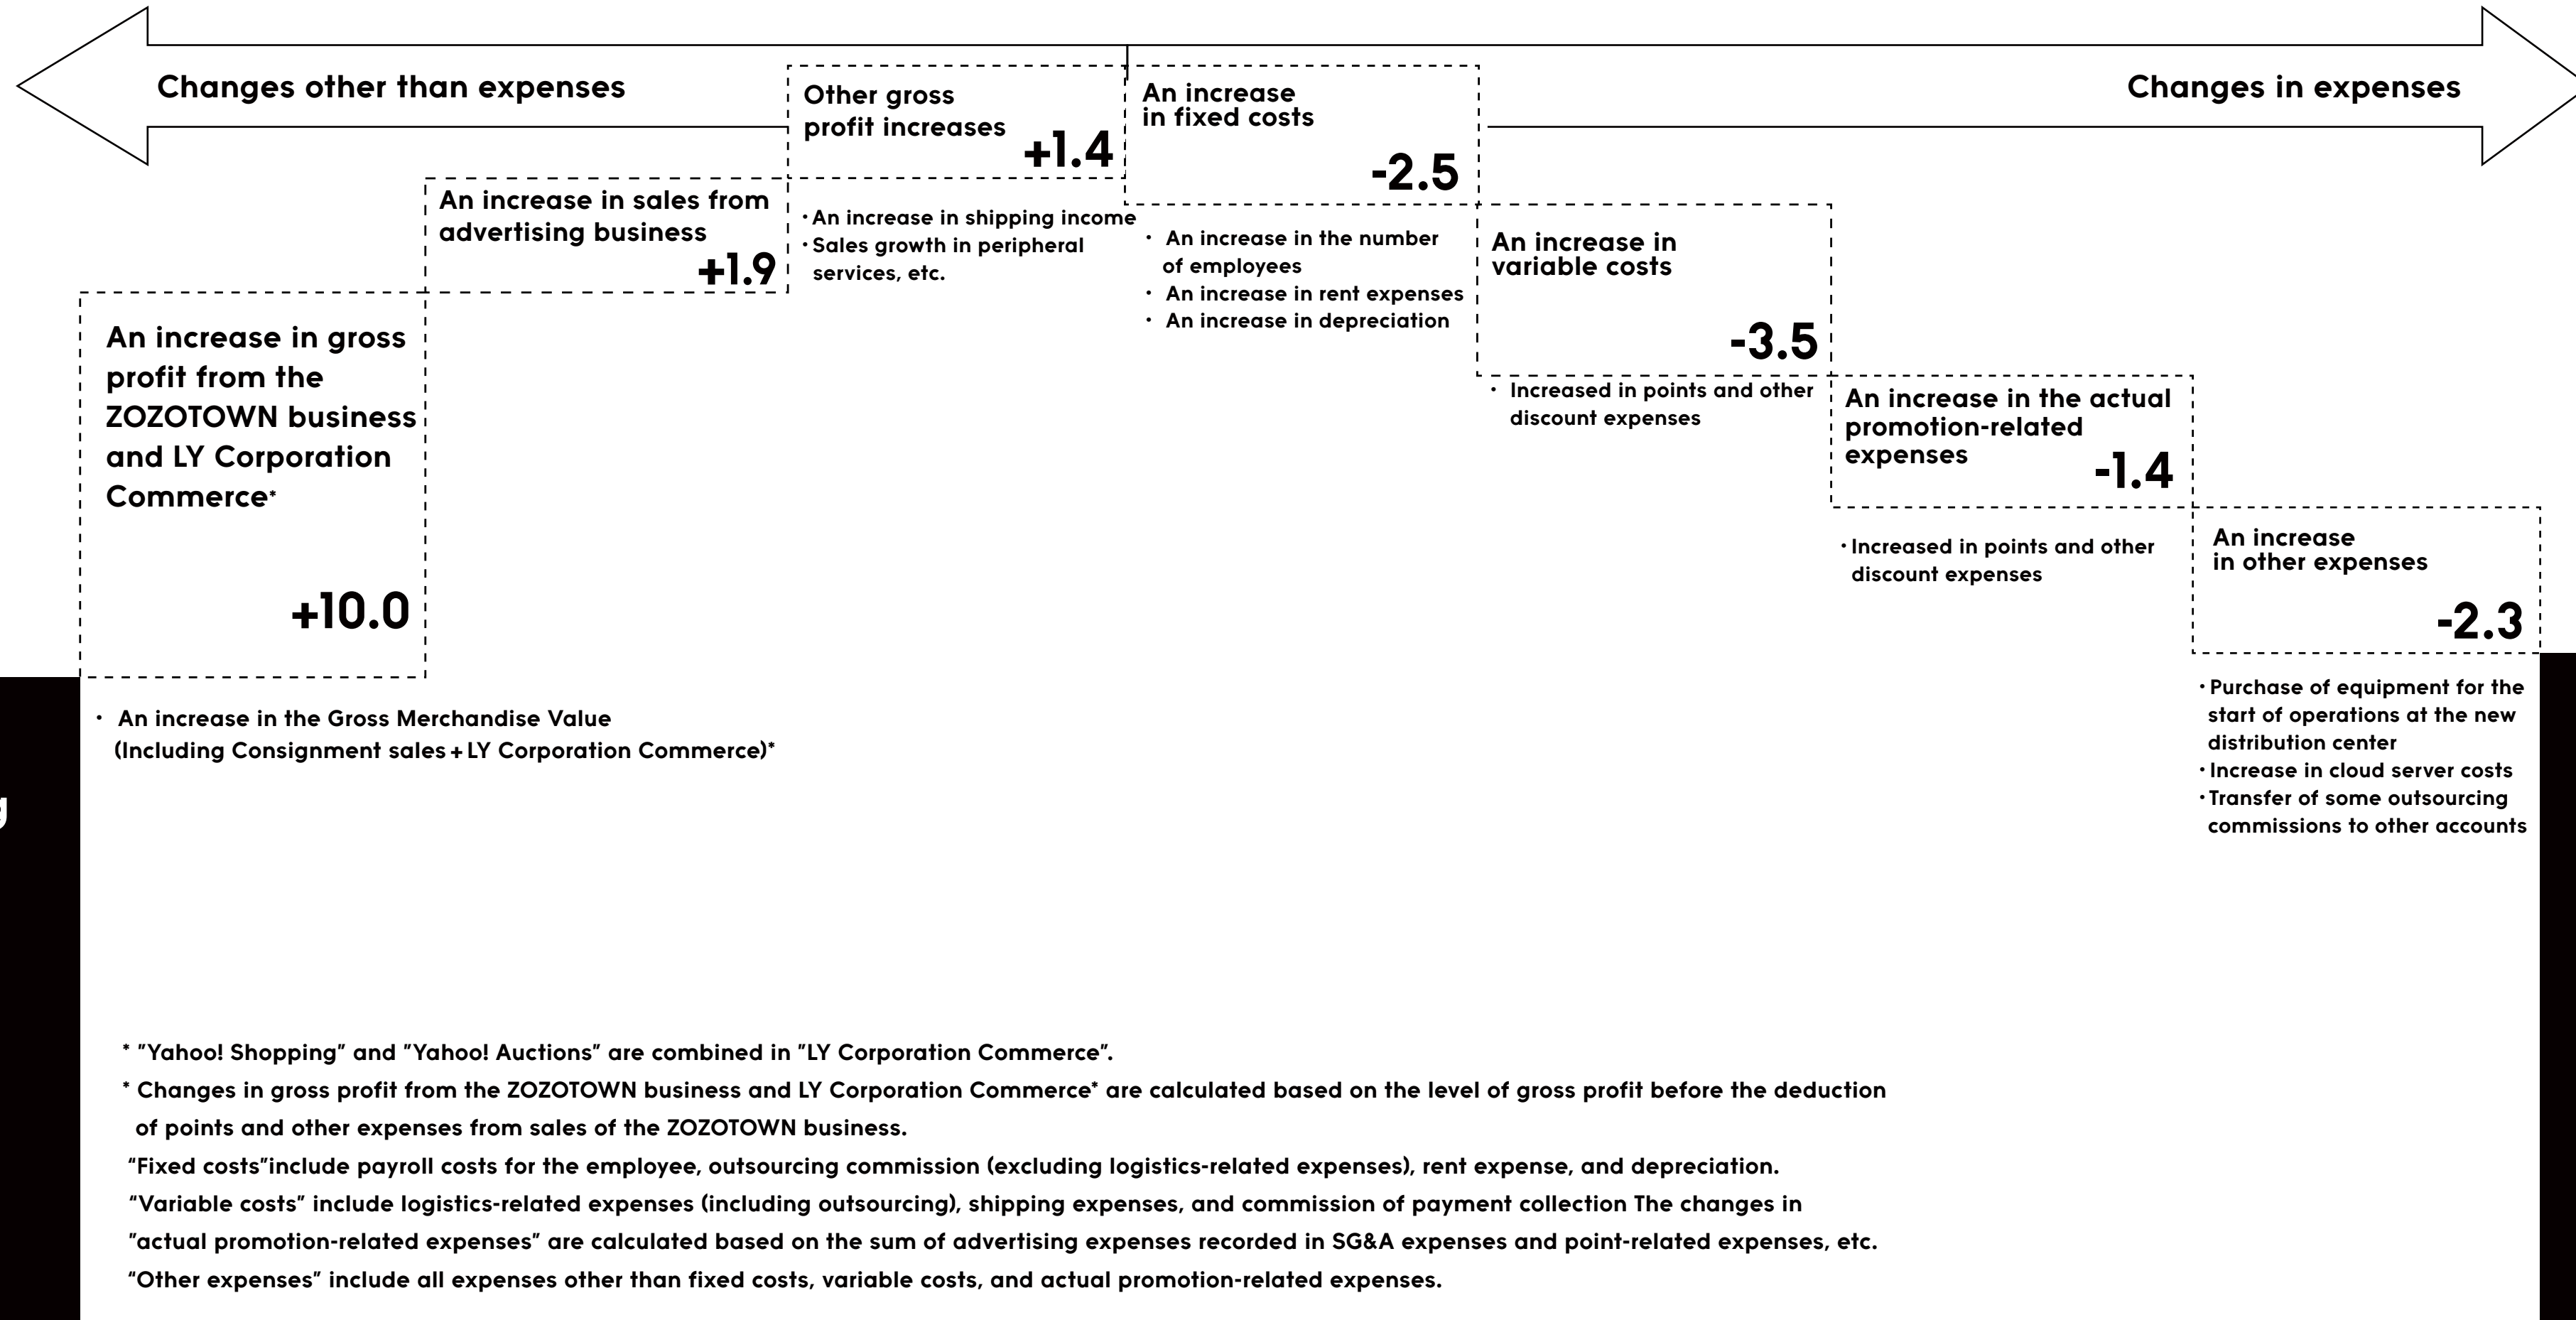 Changes other than expenses
Changes in expenses
Other gross
profit increases
+1.4
An increase
in fixed costs
-2.5
An increase in sales from
advertising business
+1.9
・An increase in shipping income
・Sales growth in peripheral
services, etc.
・ An increase in the number
of employees
・ An increase in rent expenses
・ An increase in depreciation
An increase in
variable costs
-3.5
・ Increased in points and other
discount expenses
An increase in gross
profit from the
ZOZOTOWN business
and LY Corporation
Commerce*
+10.0
・ An increase in the Gross Merchandise Value
(Including Consignment sales+LY Corporation Commerce)*
An increase in the actual
promotion-related
expenses
-1.4
・Increased in points and other
discount expenses
An increase
in other expenses
-2.3
・Purchase of equipment for the
start of operations at the new
distribution center
・Increase in cloud server costs
・Transfer of some outsourcing
commissions to other accounts
g
* "Yahoo! Shopping" and "Yahoo! Auctions" are combined in "LY Corporation Commerce".
* Changes in gross profit from the ZOZOTOWN business and LY Corporation Commerce* are calculated based on the level of gross profit before the deduction
of points and other expenses from sales of the ZOZOTOWN business.
“Fixed costs”include payroll costs for the employee, outsourcing commission (excluding logistics-related expenses), rent expense, and depreciation.
“Variable costs” include logistics-related expenses (including outsourcing), shipping expenses, and commission of payment collection The changes in
"actual promotion-related expenses" are calculated based on the sum of advertising expenses recorded in SG&A expenses and point-related expenses, etc.
“Other expenses” include all expenses other than fixed costs, variable costs, and actual promotion-related expenses.